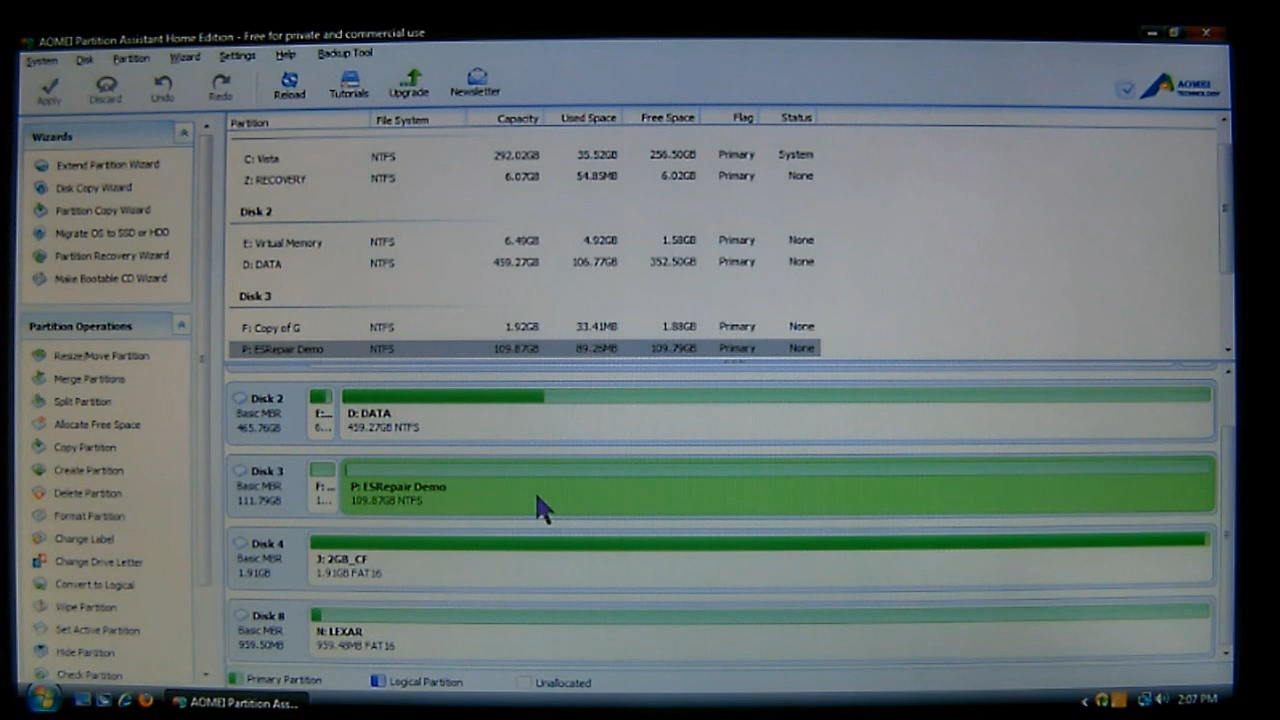 AOMEI Partition Assistant Home Edition - Free for private and commercial use
System Disk Partition Wizard Settings Help Backup Tool
Apply Discard Undo Redo Reload Tutorials Upgrade Newsletter
AOMEI
TECHNOLOGY
Wizards
Extend Partition Wizard
Disk Copy Wizard
Partition Copy Wizard
Migrate OS to SSD or HDD
Partition Recovery Wizard
Make Bootable CD Wizard
Partition Operations
Resize/Move Partition
Merge Partitions
Split Partition
Allocate Free Space
Copy Partition
Create Partition
Delete Partition
Format Partition
Change Label
Change Drive Letter
Convert to Logical
Wipe Partition
Set Active Partition
Hide Partition
Check Partition
Partition File System Capacity Used Space Free Space Flag Status
C: Vista NTFS 292.02GB 35.52GB 256.50GB Primary System
Z: RECOVERY NTFS 6.07GB 54.85MB 6.02GB Primary None
Disk 2
E: Virtual Memory NTFS 6.49GB 4.92GB 1.58GB Primary None
D: DATA NTFS 459.27GB 106.77GB 352.50GB Primary None
Disk 3
F: Copy of G NTFS 1.92GB 33.41MB 1.88GB Primary None
P: ESRepair Demo NTFS 109.87GB 89.26MB 109.79GB Primary None
Disk 2
Basic MBR
465.76GB
E:...
6...
D: DATA
459.27GB NTFS
Disk 3
Basic MBR
111.79GB
F: ...
1...
P: ESRepair Demo
109.87GB NTFS
Disk 4
Basic MBR
1.91GB
J: 2GB_CF
1.91GB FAT16
Disk 8
Basic MBR
959.50MB
N: LEXAR
959.48MB FAT16
Primary Partition Logical Partition Unallocated
AOMEI Partition Ass... 2:07 PM